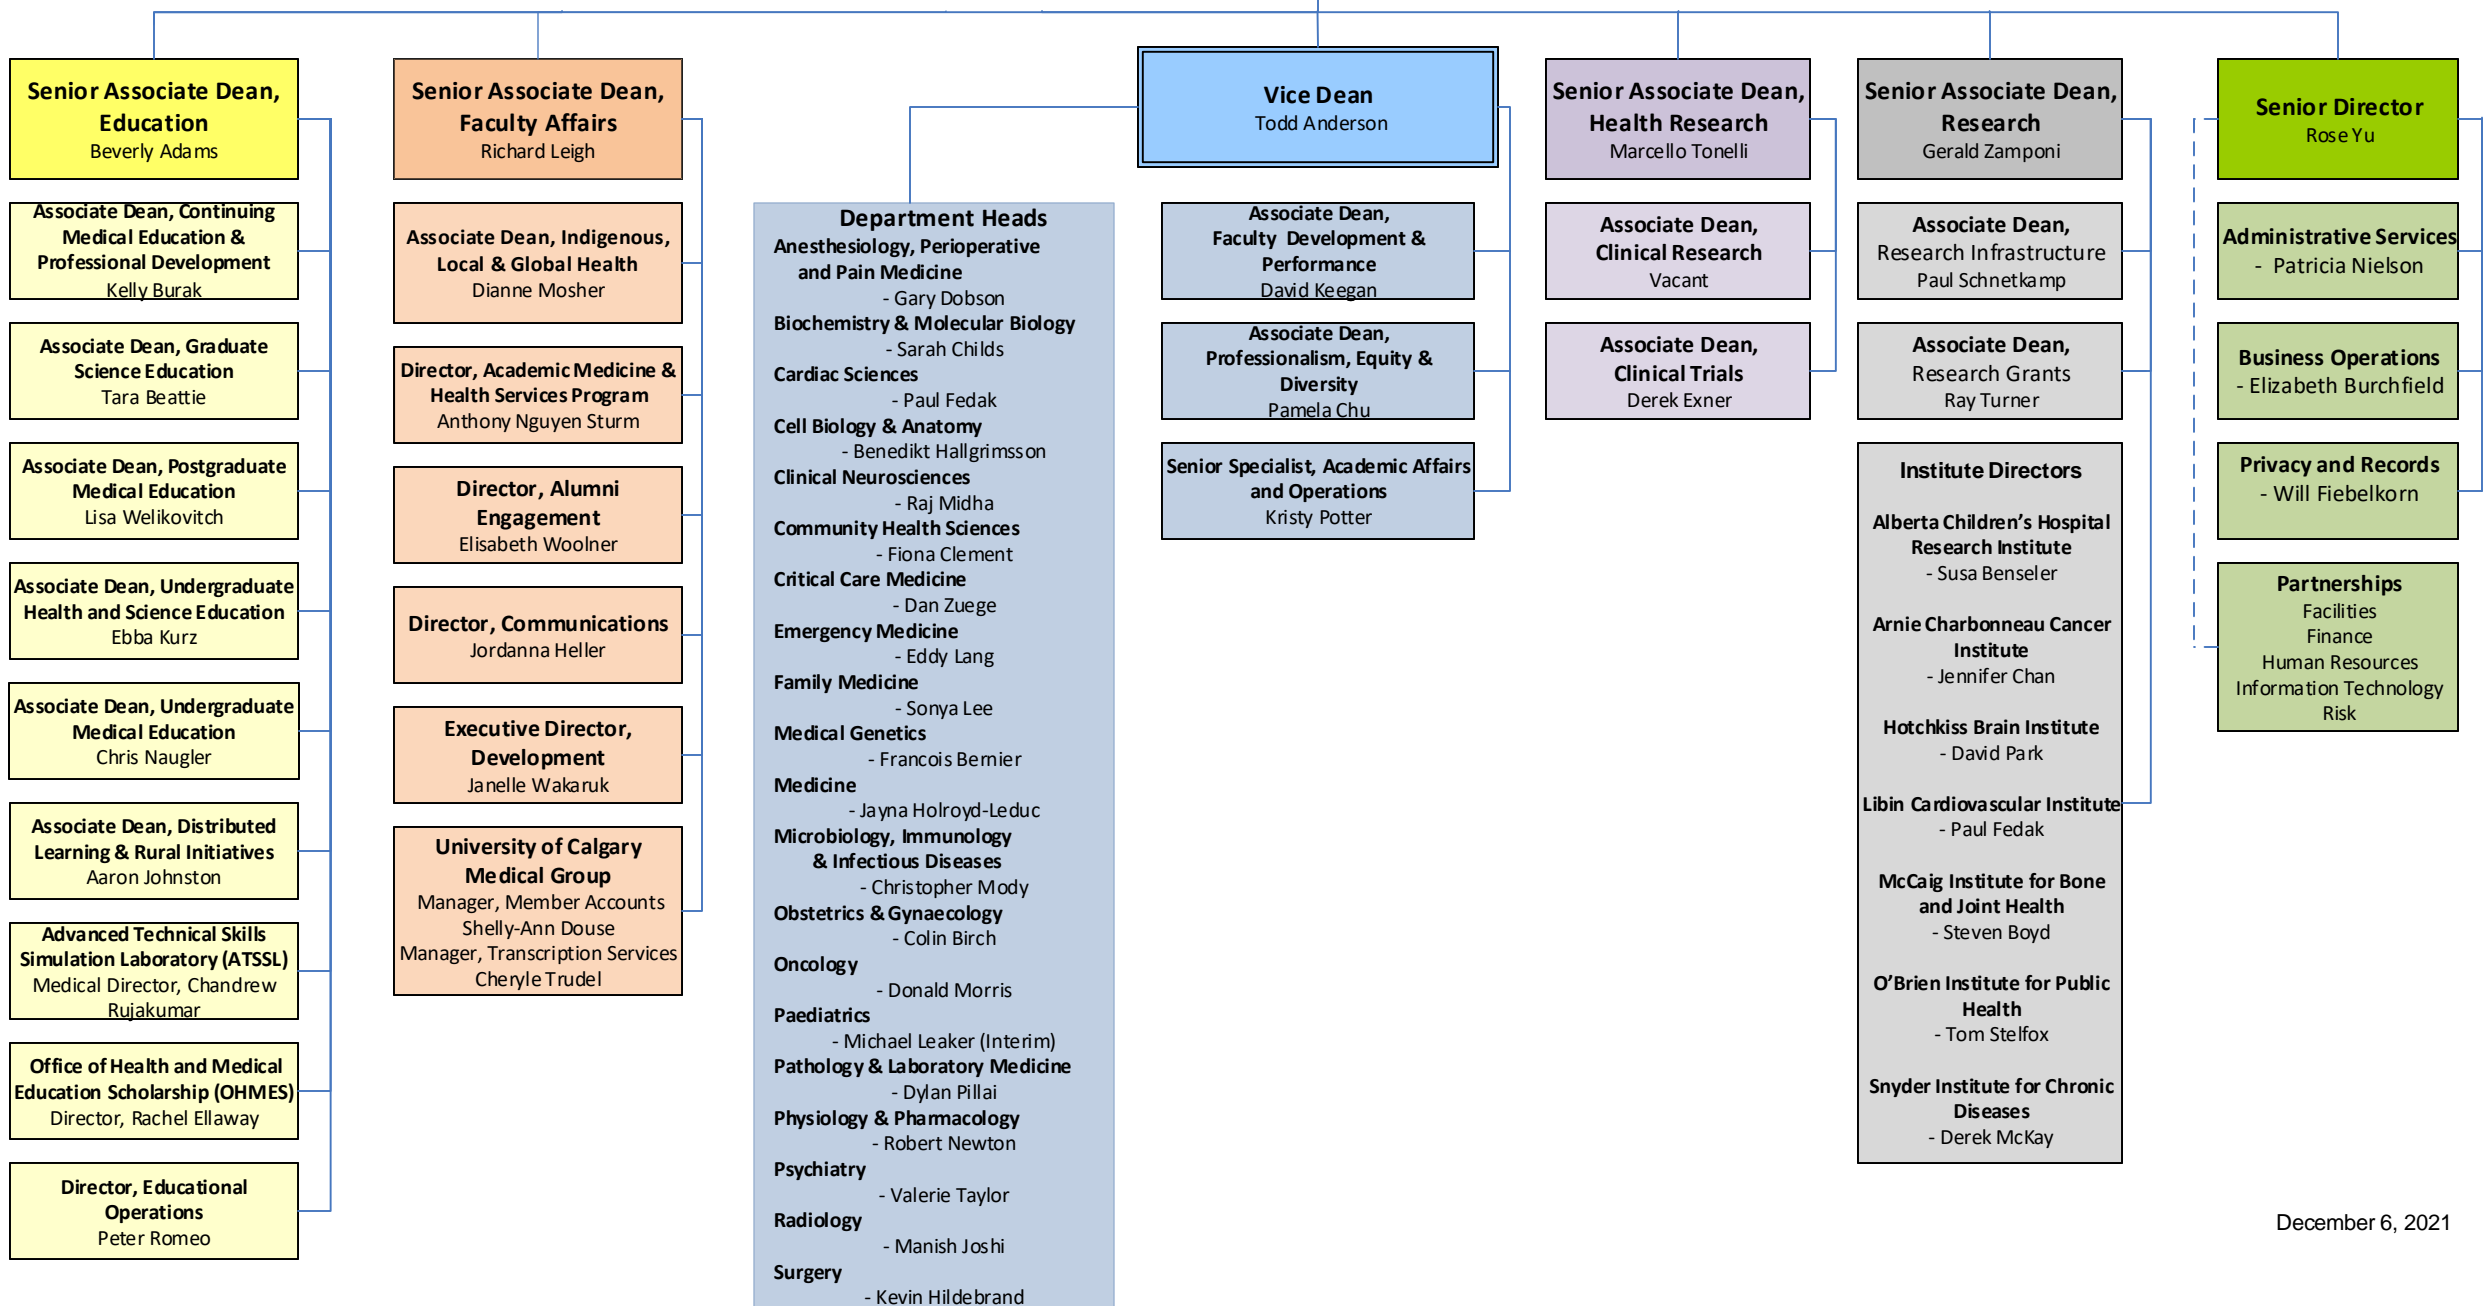 Senior Associate Dean,
Education
Beverly Adams
Associate Dean, Continuing
Medical Education &
Professional Development
Kelly Burak
Associate Dean, Graduate
Science Education
Tara Beattie
Associate Dean, Postgraduate
Medical Education
Lisa Welikovitch
Associate Dean, Undergraduate
Health and Science Education
Ebba Kurz
Associate Dean, Undergraduate
Medical Education
Chris Naugler
Associate Dean, Distributed
Learning & Rural Initiatives
Aaron Johnston
Advanced Technical Skills
Simulation Laboratory (ATSSL)
Medical Director, Chandrew
Rujakumar
Office of Health and Medical
Education Scholarship (OHMES)
Director, Rachel Ellaway
Director, Educational
Operations
Peter Romeo
Senior Associate Dean,
Faculty Affairs
Richard Leigh
Associate Dean, Indigenous,
Local & Global Health
Dianne Mosher
Director, Academic Medicine &
Health Services Program
Anthony Nguyen Sturm
Director, Alumni
Engagement
Elisabeth Woolner
Director, Communications
Jordanna Heller
Executive Director,
Development
Janelle Wakaruk
University of Calgary
Medical Group
Manager, Member Accounts
Shelly-Ann Douse
Manager, Transcription Services
Cheryle Trudel
Vice Dean
Todd Anderson
Department Heads
Anesthesiology, Perioperative
and Pain Medicine
- Gary Dobson
Biochemistry & Molecular Biology
- Sarah Childs
Cardiac Sciences
- Paul Fedak
Cell Biology & Anatomy
- Benedikt Hallgrimsson
Clinical Neurosciences
- Raj Midha
Community Health Sciences
- Fiona Clement
Critical Care Medicine
- Dan Zuege
Emergency Medicine
- Eddy Lang
Family Medicine
- Sonya Lee
Medical Genetics
- Francois Bernier
Medicine
- Jayna Holroyd-Leduc
Microbiology, Immunology
& Infectious Diseases
- Christopher Mody
Obstetrics & Gynaecology
- Colin Birch
Oncology
- Donald Morris
Paediatrics
- Michael Leaker (Interim)
Pathology & Laboratory Medicine
- Dylan Pillai
Physiology & Pharmacology
- Robert Newton
Psychiatry
- Valerie Taylor
Radiology
- Manish Joshi
Surgery
- Kevin Hildebrand
Associate Dean,
Faculty Development &
Performance
David Keegan
Associate Dean,
Professionalism, Equity &
Diversity
Pamela Chu
Senior Specialist, Academic Affairs
and Operations
Kristy Potter
Senior Associate Dean,
Health Research
Marcello Tonelli
Associate Dean,
Clinical Research
Vacant
Associate Dean,
Clinical Trials
Derek Exner
Senior Associate Dean,
Research
Gerald Zamponi
Associate Dean,
Research Infrastructure
Paul Schnetkamp
Associate Dean,
Research Grants
Ray Turner
Institute Directors
Alberta Children’s Hospital
Research Institute
- Susa Benseler
Arnie Charbonneau Cancer
Institute
- Jennifer Chan
Hotchkiss Brain Institute
- David Park
Libin Cardiovascular Institute
- Paul Fedak
McCaig Institute for Bone
and Joint Health
- Steven Boyd
O’Brien Institute for Public
Health
- Tom Stelfox
Snyder Institute for Chronic
Diseases
- Derek McKay
Senior Director
Rose Yu
Administrative Services
- Patricia Nielson
Business Operations
- Elizabeth Burchfield
Privacy and Records
- Will Fiebelkorn
Partnerships
Facilities
Finance
Human Resources
Information Technology
Risk
December 6, 2021